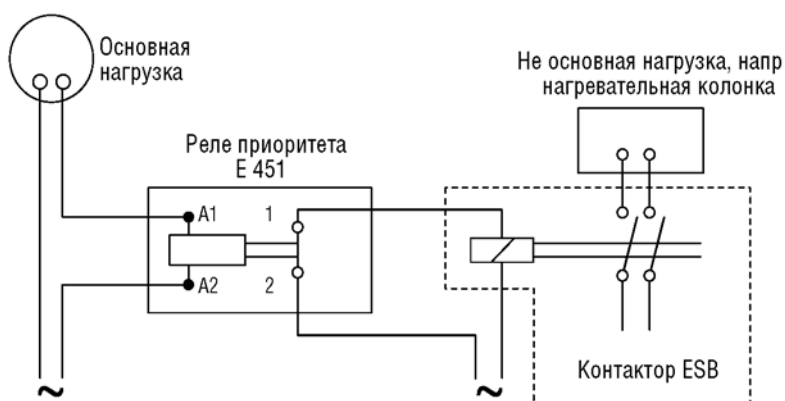 Основная
нагрузка
Не основная нагрузка, напр
нагревательная колонка
Реле приоритета
E 451
A1
1
A2
2
Контактор ESB
~
~